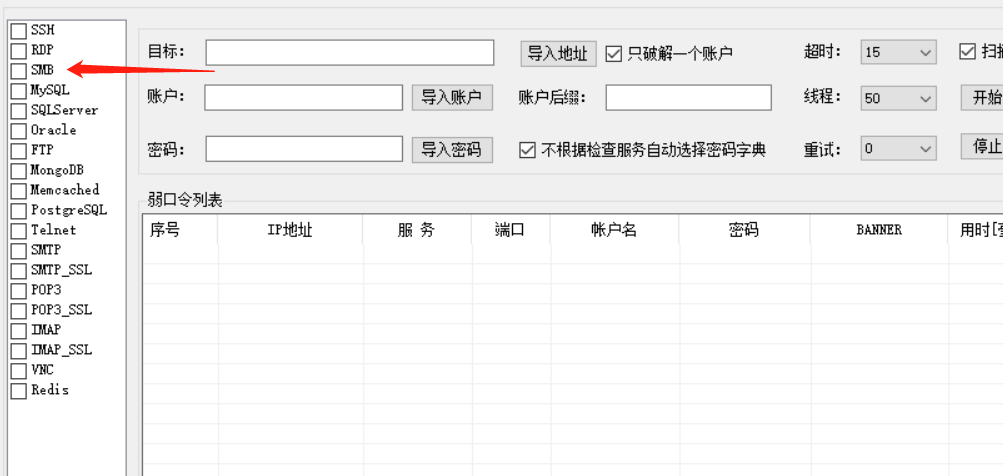 SSH
RDP
SMB
MySQL
SQLServer
Oracle
FTP
MongoDB
Memcached
PostgreSQL
Telnet
SMTP
SMTP_SSL
POP3
POP3_SSL
IMAP
IMAP_SSL
VNC
Redis
目标： 导入地址 只破解一个账户 超时： 15
账户： 导入账户 账户后缀： 线程： 50 开始
密码： 导入密码 不根据检查服务自动选择密码字典 重试： 0 停止
弱口令列表
序号 IP地址 服 务 端口 帐户名 密码 BANNER 用时[